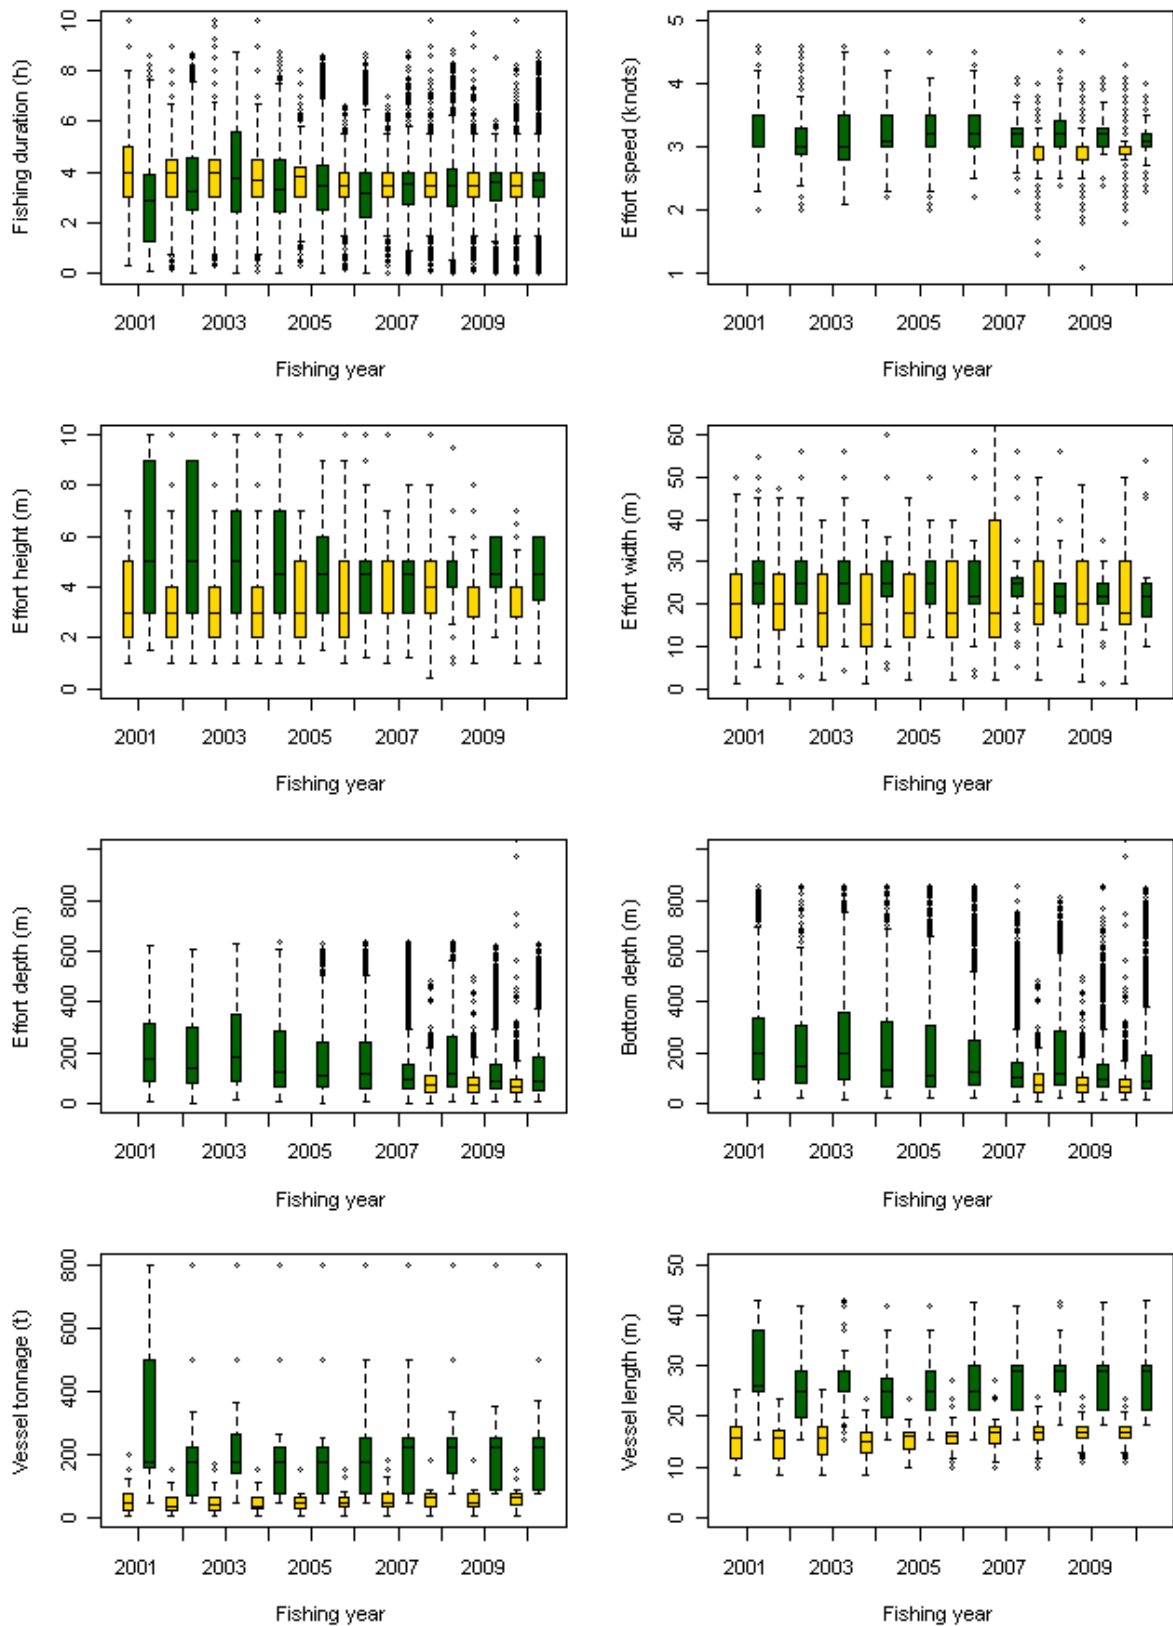 Fishing duration (h)
0 2 4 6 8 10
2001 2003 2005 2007 2009
Fishing year
Effort speed (knots)
1 2 3 4 5
2001 2003 2005 2007 2009
Fishing year
Effort height (m)
0 2 4 6 8 10
2001 2003 2005 2007 2009
Fishing year
Effort width (m)
0 10 20 30 40 50 60
2001 2003 2005 2007 2009
Fishing year
Effort depth (m)
0 200 400 600 800
2001 2003 2005 2007 2009
Fishing year
Bottom depth (m)
0 200 400 600 800
2001 2003 2005 2007 2009
Fishing year
Vessel tonnage (t)
0 200 400 600 800
2001 2003 2005 2007 2009
Fishing year
Vessel length (m)
0 10 20 30 40 50
2001 2003 2005 2007 2009
Fishing year